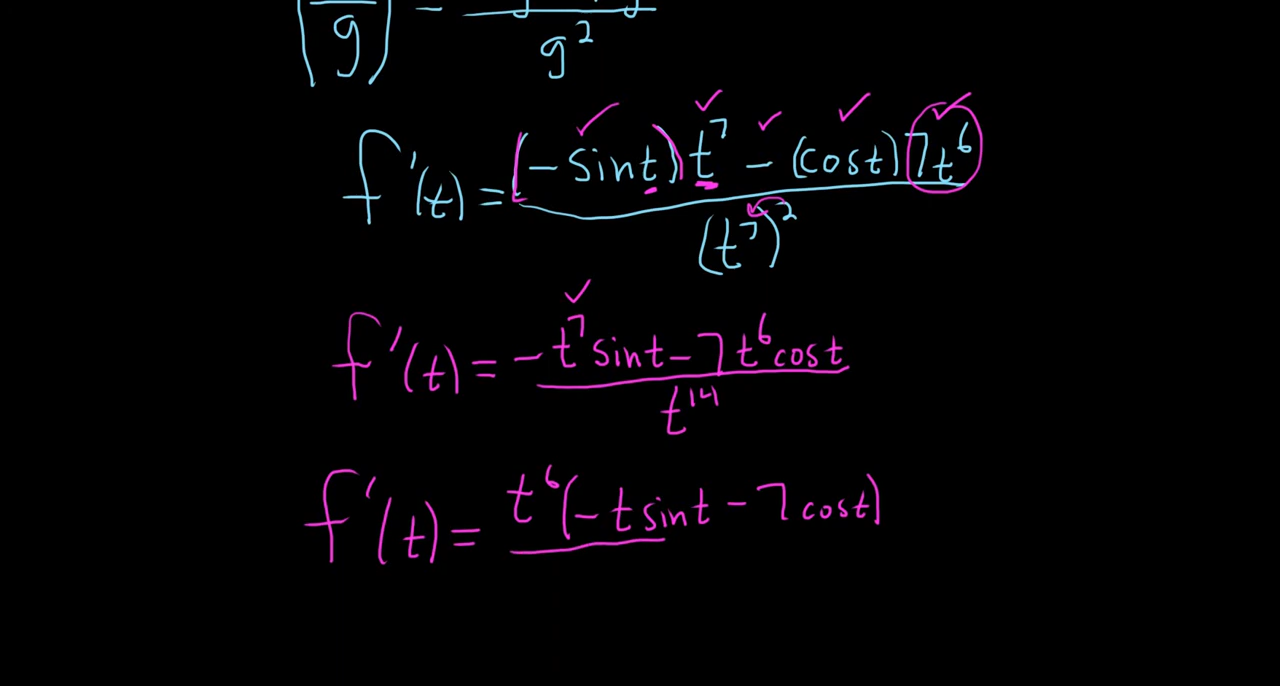 (g) = g²
f'(t) = (-sint)t⁷ - (cost)7t⁶ / (t⁷)²
f'(t) = -t⁷sint - 7t⁶cost / t¹⁴
f'(t) = t⁶(-tsint - 7cost)